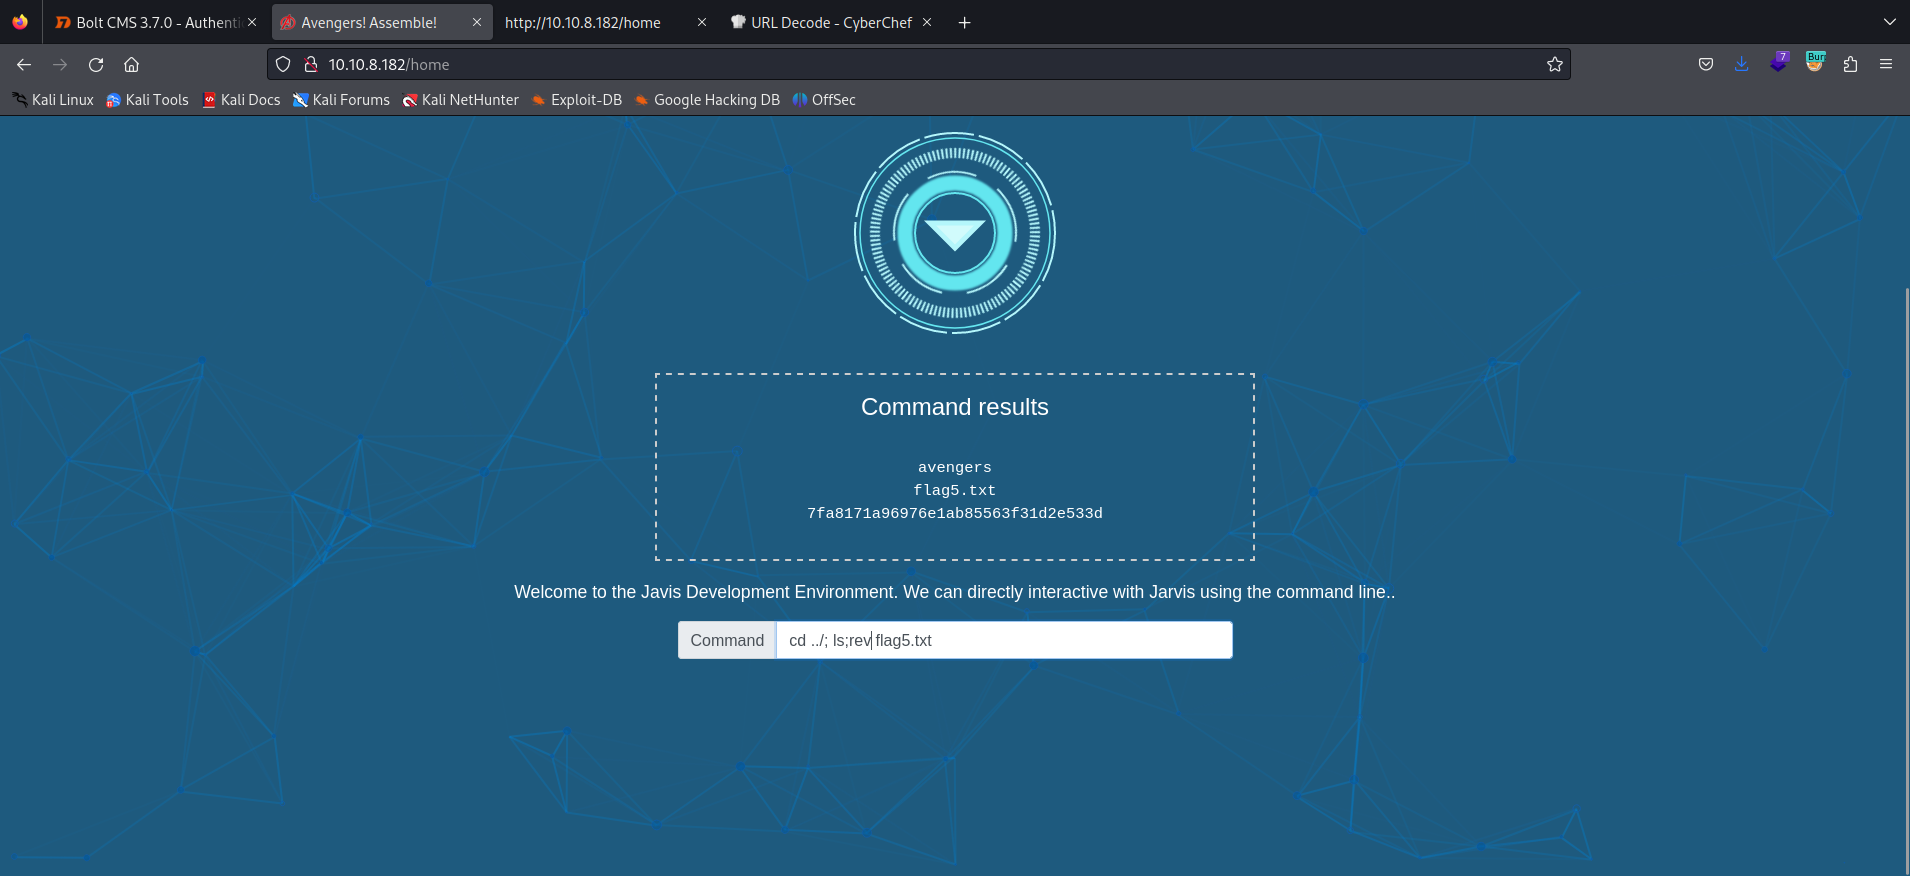 Bolt CMS 3.7.0 - Authenti
Avengers! Assemble!
http://10.10.8.182/home
URL Decode - CyberChef
10.10.8.182/home
7
Bur
Kali Linux
Kali Tools
Kali Docs
Kali Forums
Kali NetHunter
Exploit-DB
Google Hacking DB
OffSec
Command results
avengers
flag5.txt
7fa8171a96976e1ab85563f31d2e533d
Welcome to the Javis Development Environment. We can directly interactive with Jarvis using the command line..
Command
cd ../; ls;rev flag5.txt